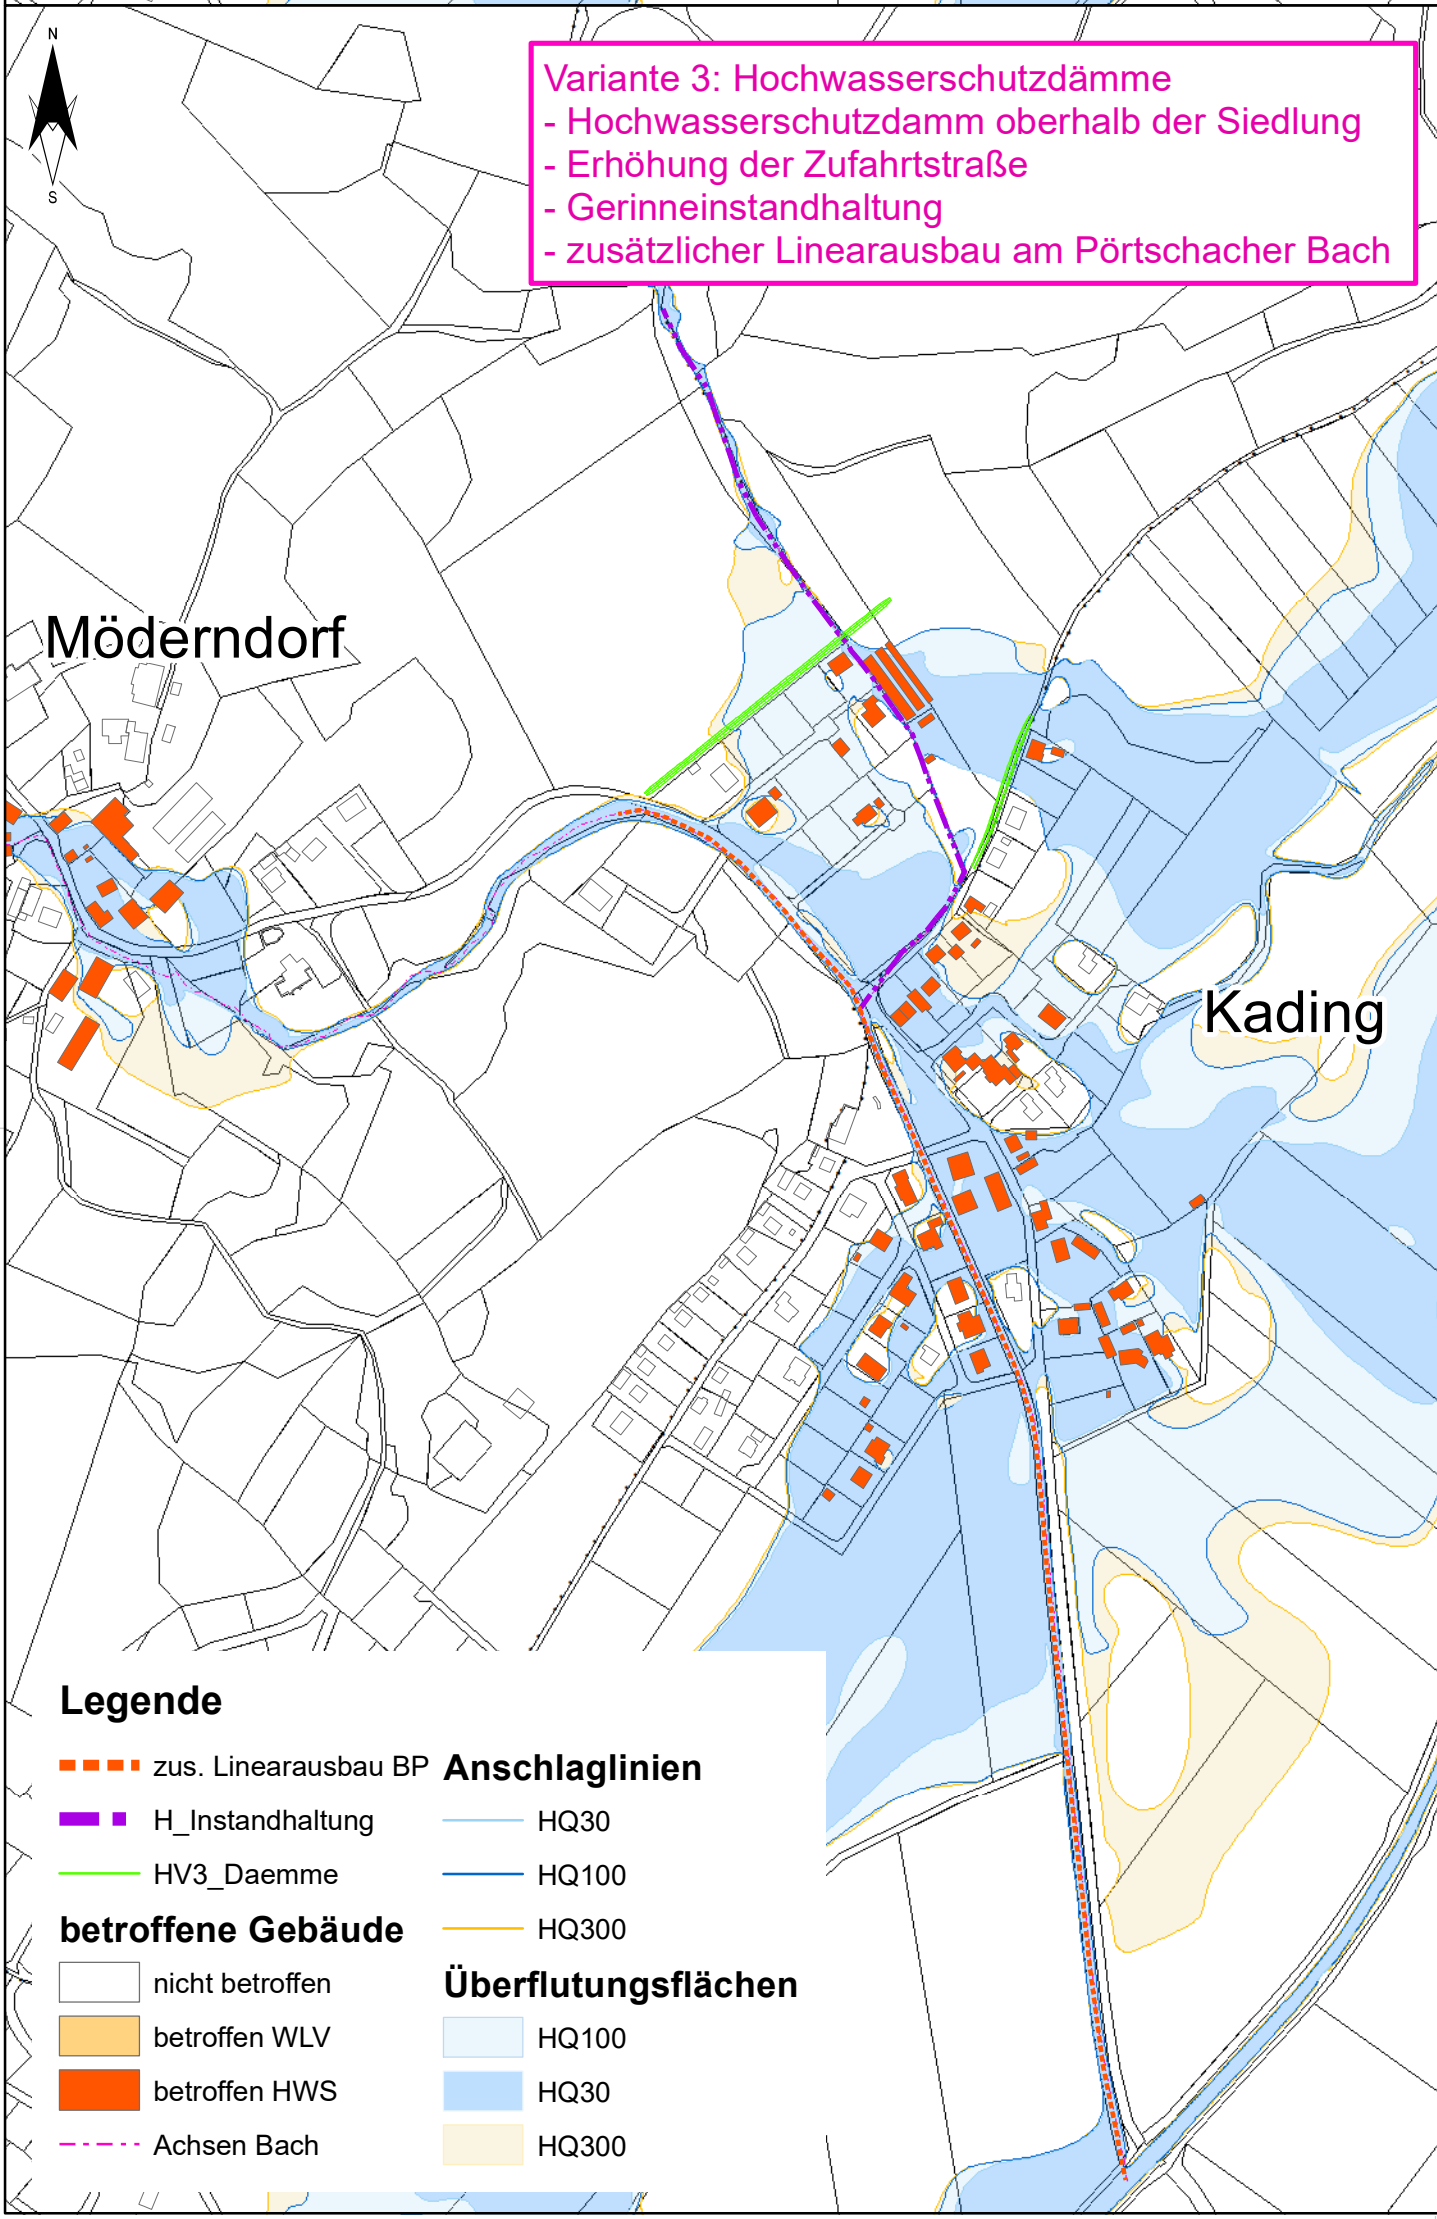 N
S
Variante 3: Hochwasserschutzdämme
- Hochwasserschutzdamm oberhalb der Siedlung
- Erhöhung der Zufahrtstraße
- Gerinneinstandhaltung
- zusätzlicher Linearausbau am Pörtschacher Bach
Möderndorf
Kading
Legende
zus. Linearausbau BP
H_Instandhaltung
HV3_Daemme
betroffene Gebäude
nicht betroffen
betroffen WLV
betroffen HWS
Achsen Bach
Anschlaglinien
HQ30
HQ100
HQ300
Überflutungsflächen
HQ100
HQ30
HQ300